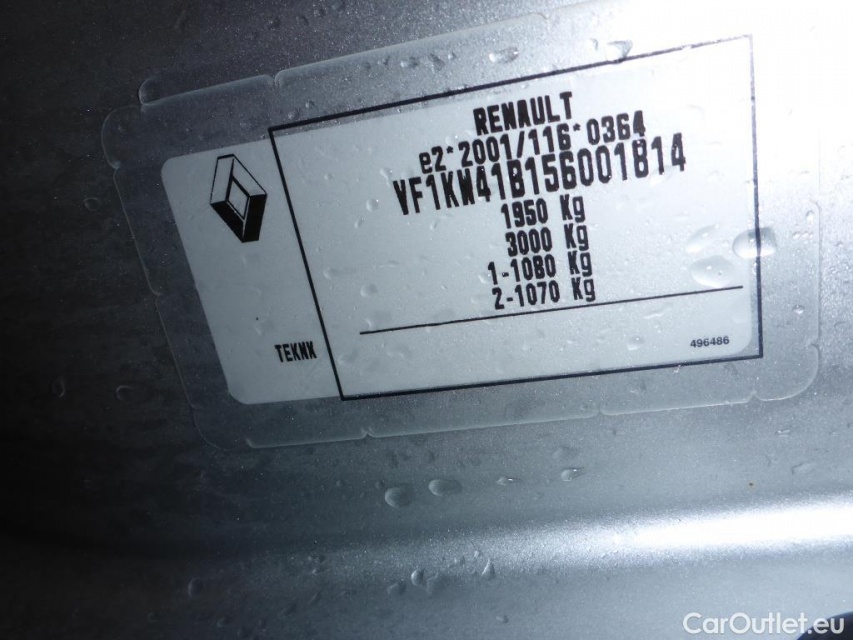 RENAULT
e2*2001/116*0364
VF1KW41B156001814
1950 Kg
3000 Kg
1-1080 Kg
2-1070 Kg
TEKNK
496486
CarOutlet.eu